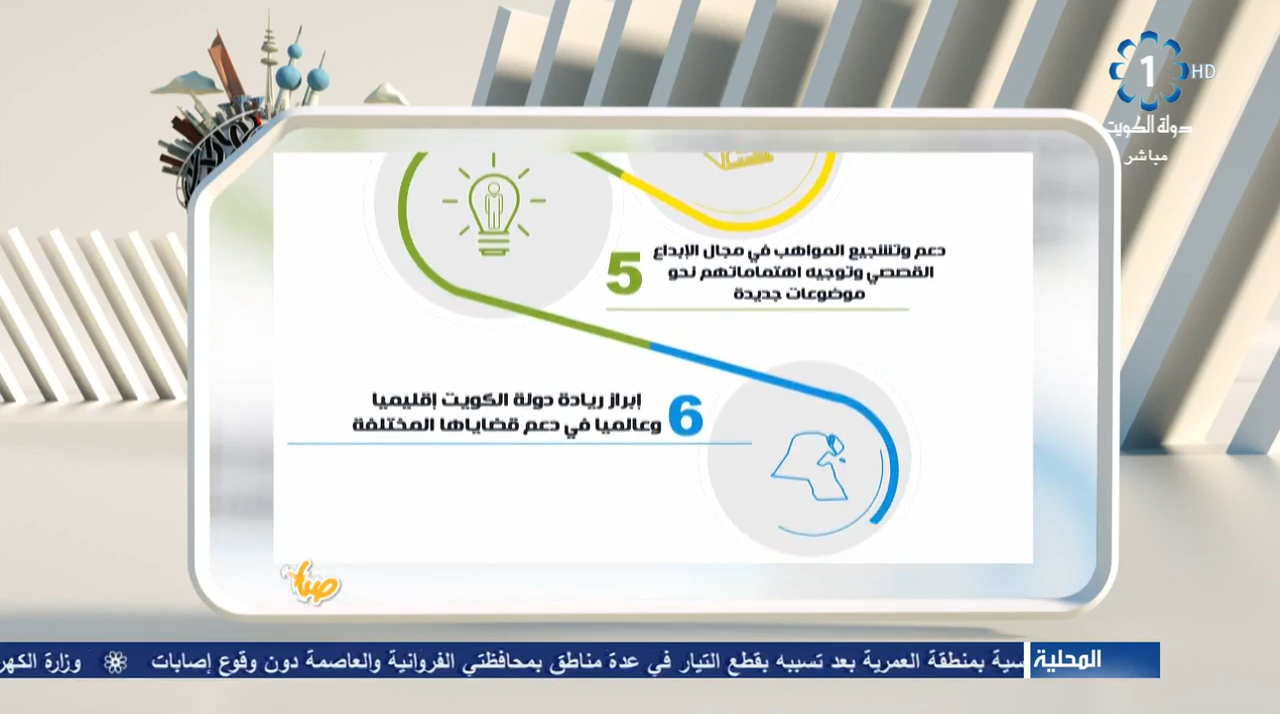 1 HD
دولة الكويت
مباشر
5
دعم وتشجيع المواهب في مجال الإبداع
القصصي وتوجيه اهتماماتهم نحو
موضوعات جديدة
6
إبراز ريادة دولة الكويت إقليميا
وعالميا في دعم قضاياها المختلفة
المحلية
بمنطقة العمرية بعد تسببه بقطع التيار في عدة مناطق بمحافظتي الفروانية والعاصمة دون وقوع إصابات وزارة